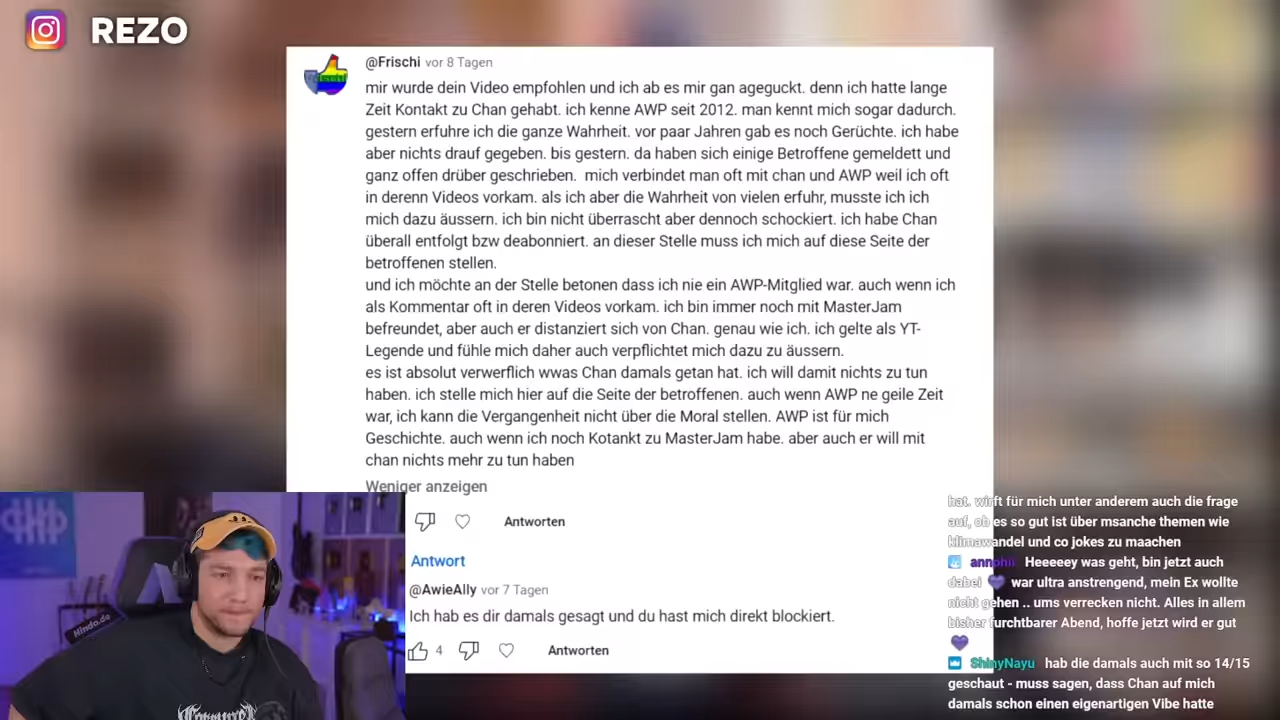 REZO
@Frischi vor 8 Tagen
mir wurde dein Video empfohlen und ich ab es mir gan ageguckt. denn ich hatte lange
Zeit Kontakt zu Chan gehabt. ich kenne AWP seit 2012. man kennt mich sogar dadurch.
gestern erfuhre ich die ganze Wahrheit. vor paar Jahren gab es noch Gerüchte. ich habe
aber nichts drauf gegeben. bis gestern. da haben sich einige Betroffene gemeldett und
ganz offen drüber geschrieben.  mich verbindet man oft mit chan und AWP weil ich oft
in derenn Videos vorkam. als ich aber die Wahrheit von vielen erfuhr, musste ich ich
mich dazu äussern. ich bin nicht überrascht aber dennoch schockiert. ich habe Chan
überall entfolgt bzw deabonniert. an dieser Stelle muss ich mich auf diese Seite der
betroffenen stellen.
und ich möchte an der Stelle betonen dass ich nie ein AWP-Mitglied war. auch wenn ich
als Kommentar oft in deren Videos vorkam. ich bin immer noch mit MasterJam
befreundet, aber auch er distanziert sich von Chan. genau wie ich. ich gelte als YT-
Legende und fühle mich daher auch verpflichtet mich dazu zu äussern.
es ist absolut verwerflich wwas Chan damals getan hat. ich will damit nichts zu tun
haben. ich stelle mich hier auf die Seite der betroffenen. auch wenn AWP ne geile Zeit
war, ich kann die Vergangenheit nicht über die Moral stellen. AWP ist für mich
Geschichte. auch wenn ich noch Kotankt zu MasterJam habe. aber auch er will mit
chan nichts mehr zu tun haben
Weniger anzeigen
Antworten
Antwort
@AwieAlly vor 7 Tagen
Ich hab es dir damals gesagt und du hast mich direkt blockiert.
4 Antworten
hat. wirft für mich unter anderem auch die frage
auf, ob es so gut ist über msanche themen wie
klimawandel und co jokes zu maachen
annphii Heeeeey was geht, bin jetzt auch
dabei 💜 war ultra anstrengend, mein Ex wollte
nicht gehen .. ums verrecken nicht. Alles in allem
bisher furchtbarer Abend, hoffe jetzt wird er gut
💜
ShinyNayu hab die damals auch mit so 14/15
geschaut - muss sagen, dass Chan auf mich
damals schon einen eigenartigen Vibe hatte
Hindo.de